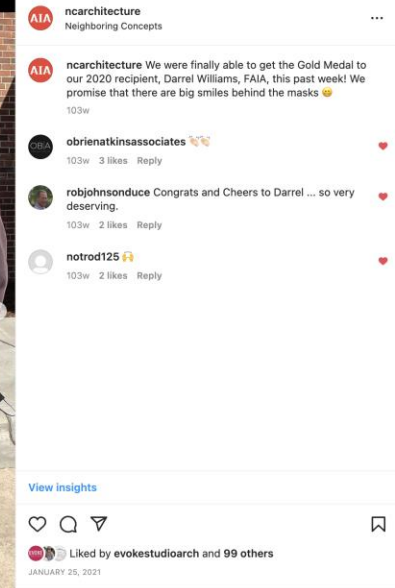 AIA
ncarchitecture
Neighboring Concepts
AIA
ncarchitecture We were finally able to get the Gold Medal to
our 2020 recipient, Darrel Williams, FAIA, this past week! We
promise that there are big smiles behind the masks 😁
103w
OBIA
obrienatkinsassociates 👏🏻👏🏻
103w 3 likes Reply
robjohnsonduce Congrats and Cheers to Darrel ... so very
deserving.
103w 2 likes Reply
notrod125 🙌
103w 2 likes Reply
View insights
Liked by evokestudioarch and 99 others
JANUARY 25, 2021